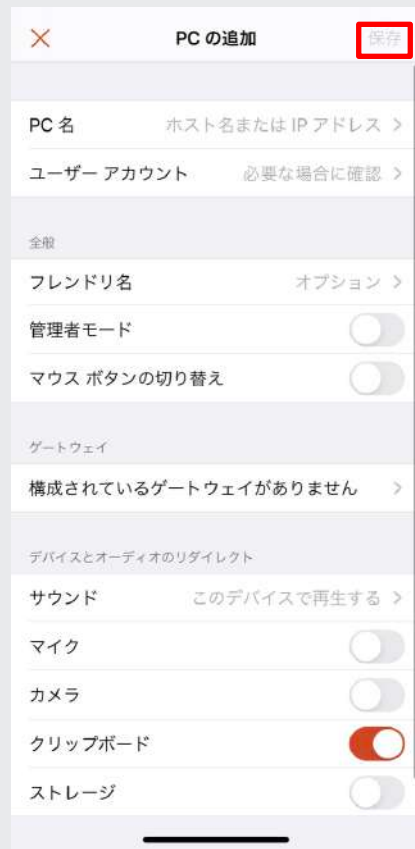 PC の追加
保存
PC 名 ホスト名または IP アドレス
ユーザー アカウント 必要な場合に確認
全般
フレンドリ名 オプション
管理者モード
マウス ボタンの切り替え
ゲートウェイ
構成されているゲートウェイがありません
デバイスとオーディオのリダイレクト
サウンド このデバイスで再生する
マイク
カメラ
クリップボード
ストレージ